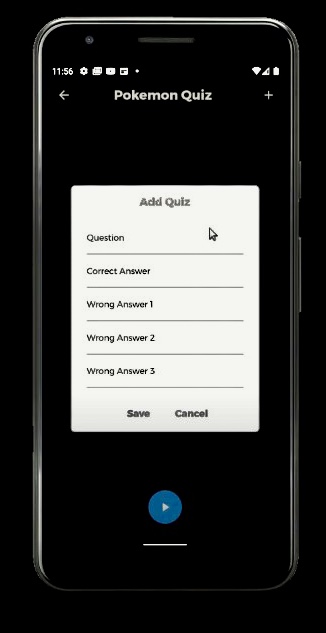 11:56
Pokemon Quiz
Add Quiz
Question
Correct Answer
Wrong Answer 1
Wrong Answer 2
Wrong Answer 3
Save Cancel